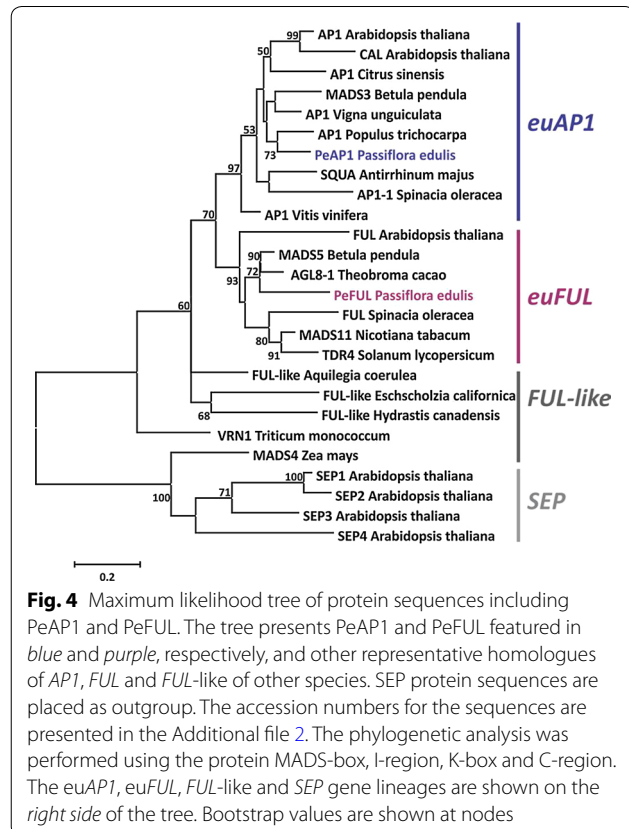 99
AP1 Arabidopsis thaliana
50
CAL Arabidopsis thaliana
AP1 Citrus sinensis
MADS3 Betula pendula
53
AP1 Vigna unguiculata
AP1 Populus trichocarpa
73
PeAP1 Passiflora edulis
97
SQUA Antirrhinum majus
AP1-1 Spinacia oleracea
70
AP1 Vitis vinifera
euAP1
FUL Arabidopsis thaliana
90
MADS5 Betula pendula
72
AGL8-1 Theobroma cacao
93
PeFUL Passiflora edulis
60
FUL Spinacia oleracea
80
MADS11 Nicotiana tabacum
91
TDR4 Solanum lycopersicum
euFUL
FUL-like Aquilegia coerulea
FUL-like Eschscholzia californica
68
FUL-like Hydrastis canadensis
VRN1 Triticum monococcum
FUL-like
MADS4 Zea mays
100
100
SEP1 Arabidopsis thaliana
71
SEP2 Arabidopsis thaliana
SEP3 Arabidopsis thaliana
SEP4 Arabidopsis thaliana
SEP
0.2
Fig. 4 Maximum likelihood tree of protein sequences including
PeAP1 and PeFUL. The tree presents PeAP1 and PeFUL featured in
blue and purple, respectively, and other representative homologues
of AP1, FUL and FUL-like of other species. SEP protein sequences are
placed as outgroup. The accession numbers for the sequences are
presented in the Additional file 2. The phylogenetic analysis was
performed using the protein MADS-box, I-region, K-box and C-region.
The euAP1, euFUL, FUL-like and SEP gene lineages are shown on the
right side of the tree. Bootstrap values are shown at nodes